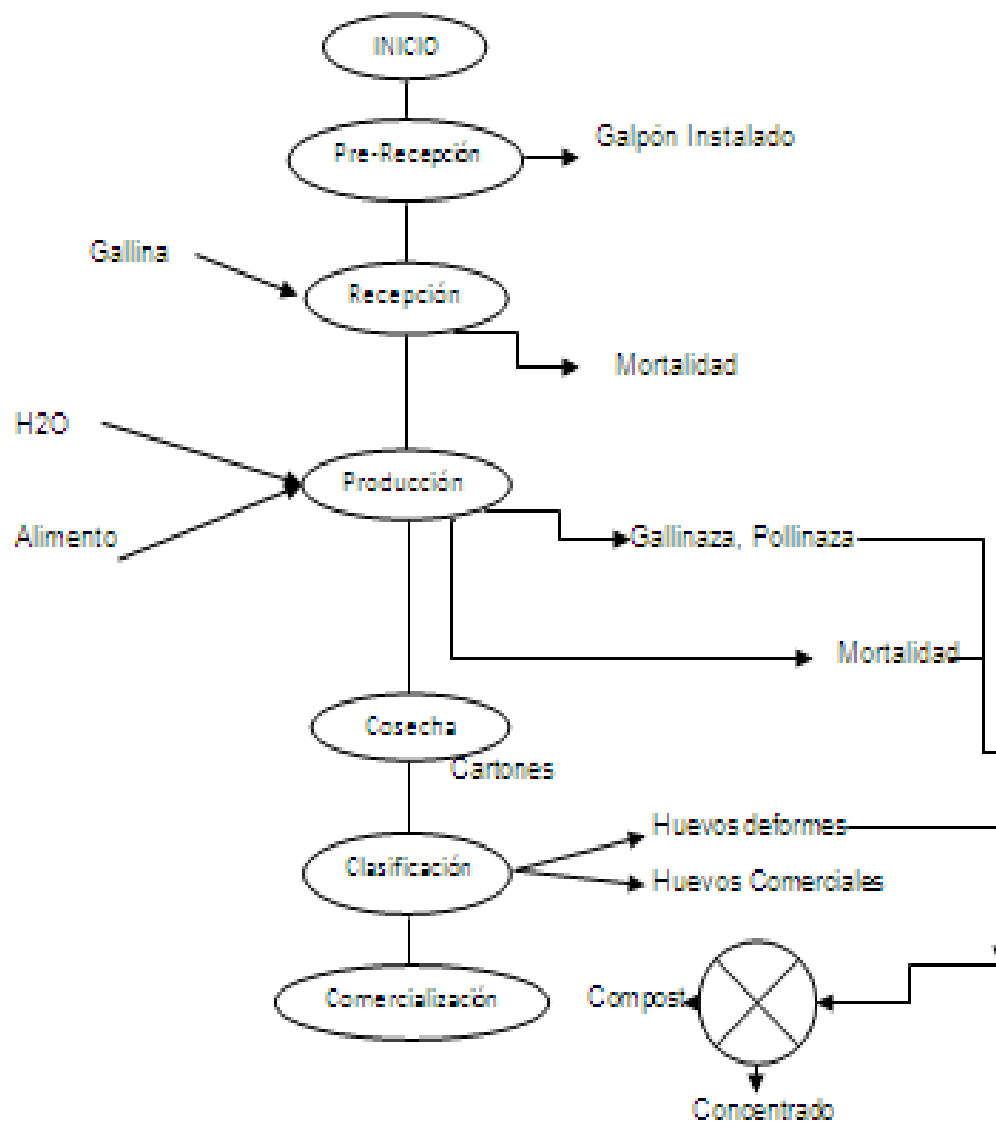 INICIO
Pre-Recepción
Galpón Instalado
Gallina
Recepción
Mortalidad
H2O
Producción
Alimento
Gallinaza, Pollinaza
Mortalidad
Cosecha
Cartones
Huevos deformes
Clasificación
Huevos Comerciales
Comercialización
Compost
Concentrado